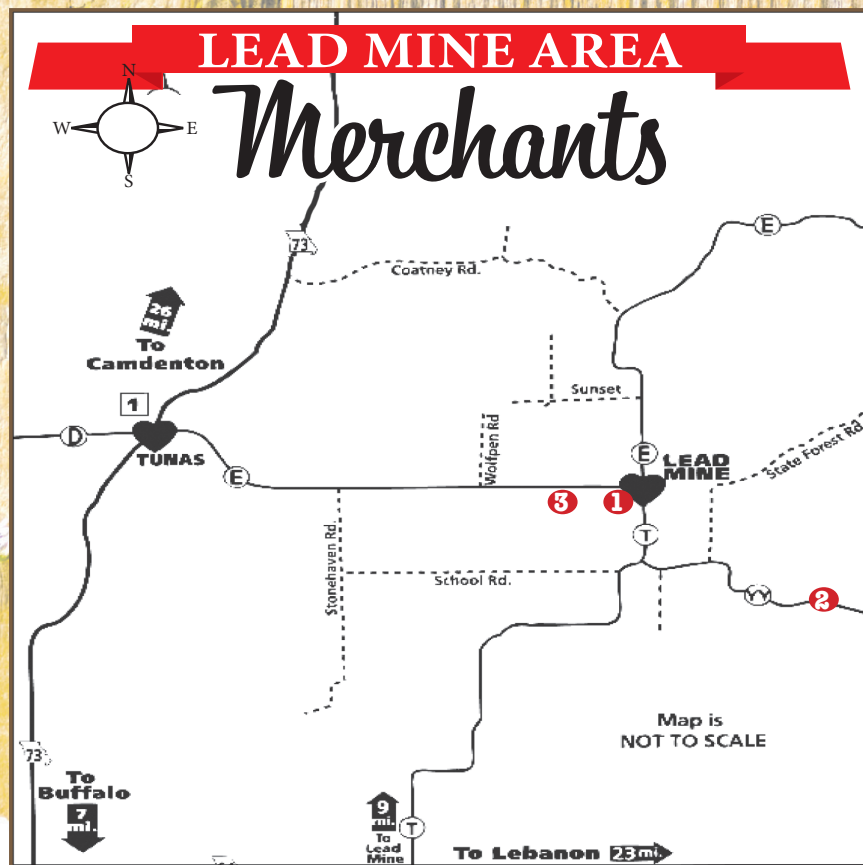 LEAD MINE AREA
Merchants
N
W
E
S
E
73
Coatney Rd.
26
mi.
To
Camdenton
Sunset
1
D
TUNAS
E
Wolfpen Rd
E
LEAD
MINE
State Forest Rd.
3
1
T
Stonehaven Rd.
School Rd.
YY
2
Map is
NOT TO SCALE
73
To
Buffalo
7
mi.
9
mi.
To
Lead
Mine
T
To Lebanon 23 mi.